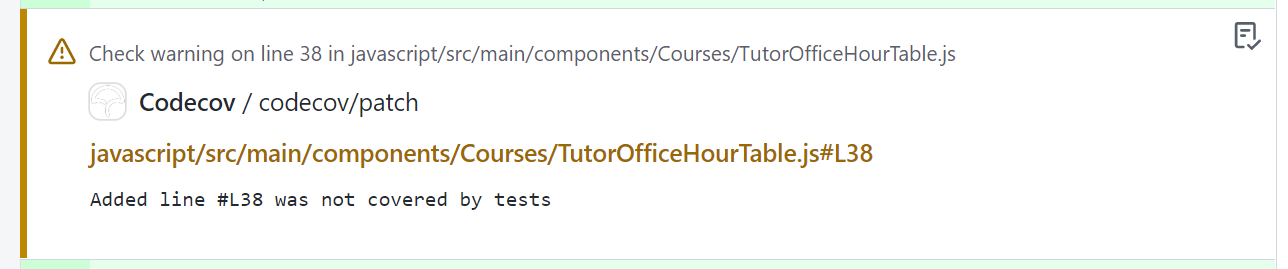 Check warning on line 38 in javascript/src/main/components/Courses/TutorOfficeHourTable.js
Codecov / codecov/patch
javascript/src/main/components/Courses/TutorOfficeHourTable.js#L38
Added line #L38 was not covered by tests